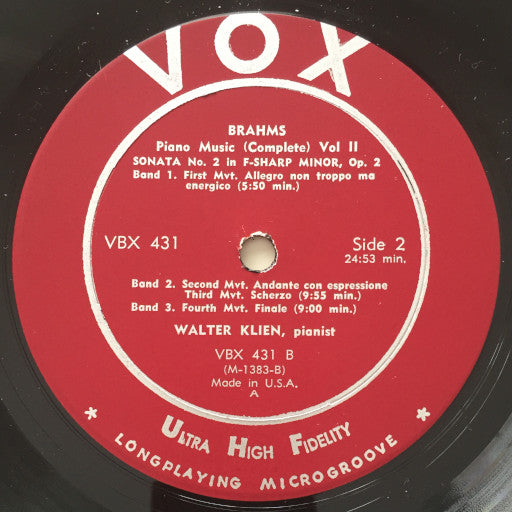 VOX
BRAHMS
Piano Music (Complete) Vol II
SONATA No. 2 in F-SHARP MINOR, Op. 2
Band 1. First Mvt. Allegro non troppo ma
energico (5:50 min.)
VBX 431
Side 2
24:53 min.
Band 2. Second Mvt. Andante con espressione
Third Mvt. Scherzo (9:55 min.)
Band 3. Fourth Mvt. Finale (9:00 min.)
WALTER KLIEN, pianist
VBX 431 B
(M-1383-B)
Made in U.S.A.
A
ULTRA HIGH FIDELITY
* LONGPLAYING MICROGROOVE *